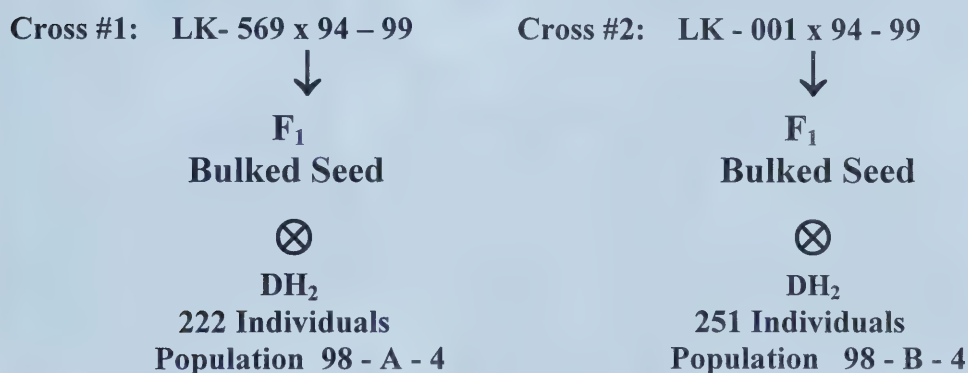 Cross #1: LK- 569 x 94 – 99
F₁
Bulked Seed
⊗
DH₂
222 Individuals
Population 98 - A - 4
Cross #2: LK - 001 x 94 - 99
F₁
Bulked Seed
⊗
DH₂
251 Individuals
Population 98 - B - 4